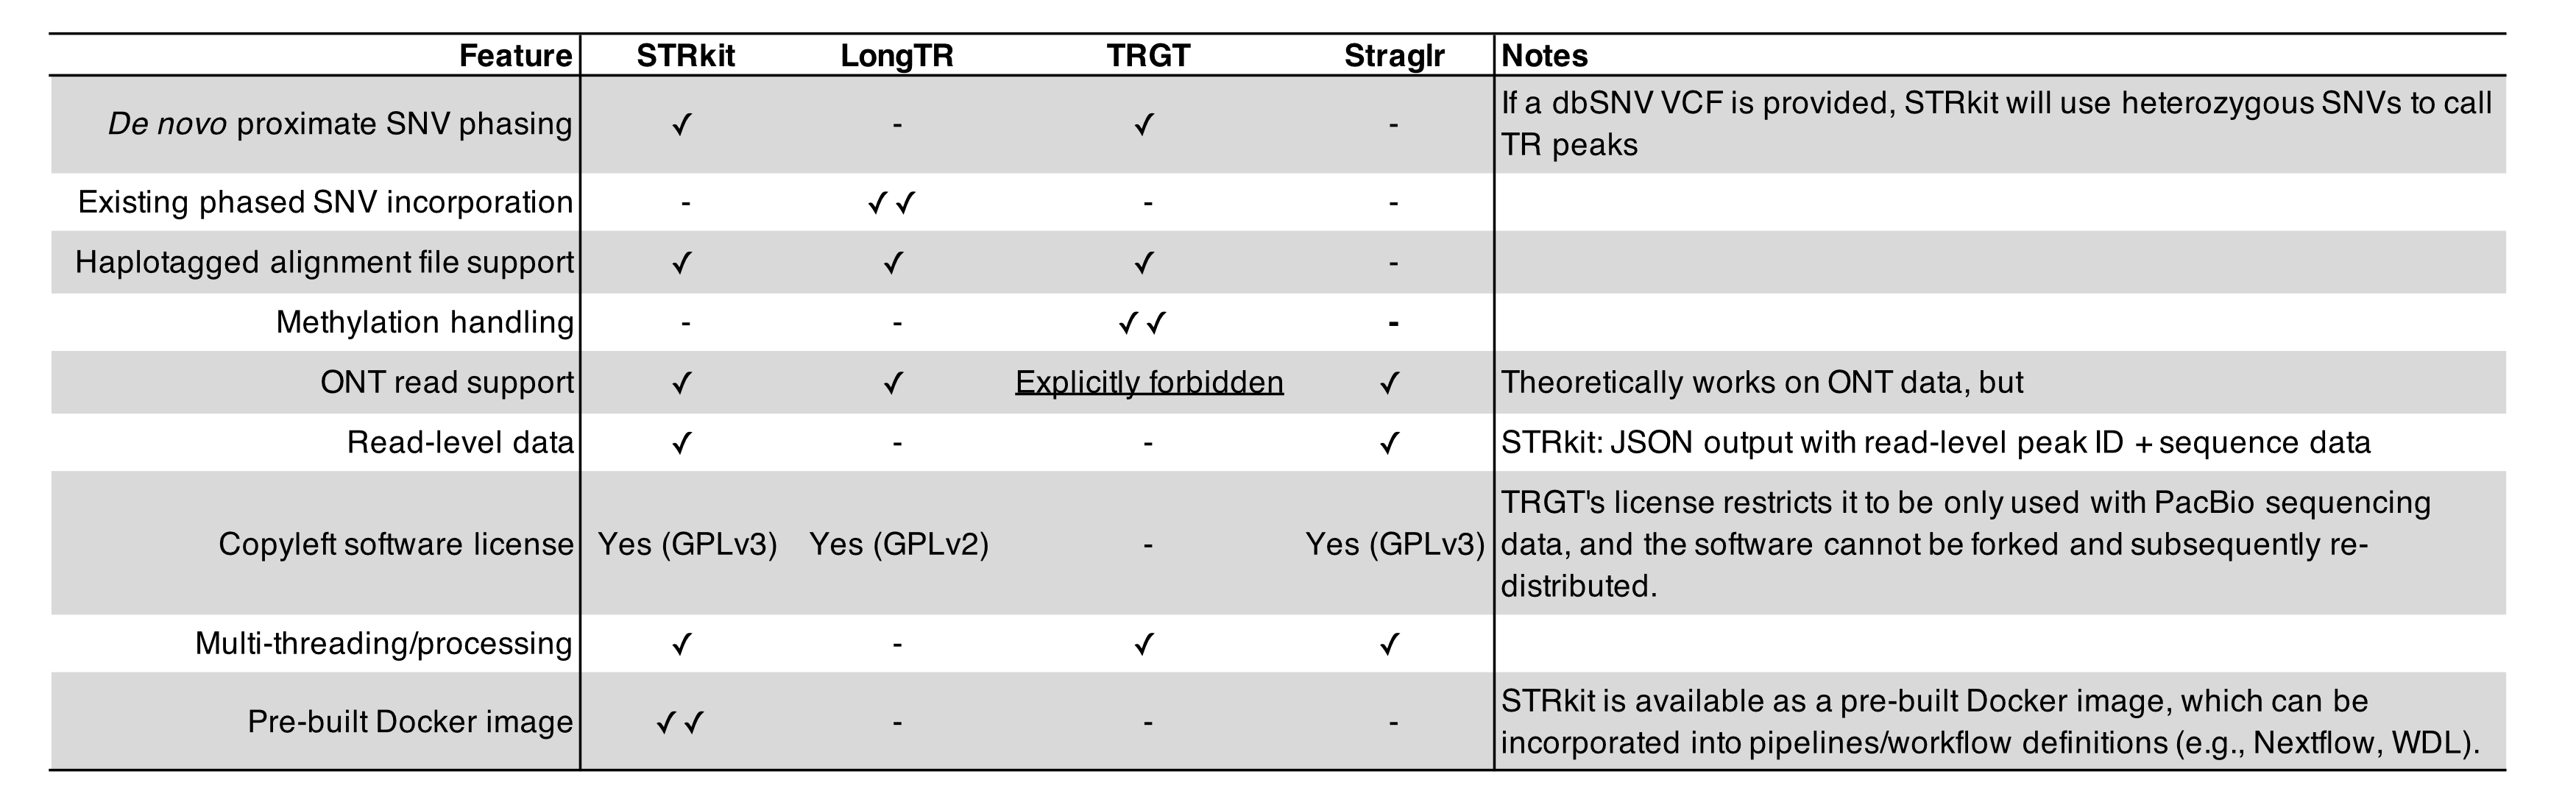 Feature STRkit LongTR TRGT Straglr Notes
De novo proximate SNV phasing ✓ - ✓ - If a dbSNV VCF is provided, STRkit will use heterozygous SNVs to call
TR peaks
Existing phased SNV incorporation - ✓✓ - -
Haplotagged alignment file support ✓ ✓ ✓ -
Methylation handling - - ✓✓ -
ONT read support ✓ ✓ Explicitly forbidden ✓ Theoretically works on ONT data, but
Read-level data ✓ - - ✓ STRkit: JSON output with read-level peak ID + sequence data
Copyleft software license Yes (GPLv3) Yes (GPLv2) - Yes (GPLv3) TRGT's license restricts it to be only used with PacBio sequencing
data, and the software cannot be forked and subsequently re-
distributed.
Multi-threading/processing ✓ - ✓ ✓
Pre-built Docker image ✓✓ - - - STRkit is available as a pre-built Docker image, which can be
incorporated into pipelines/workflow definitions (e.g., Nextflow, WDL).